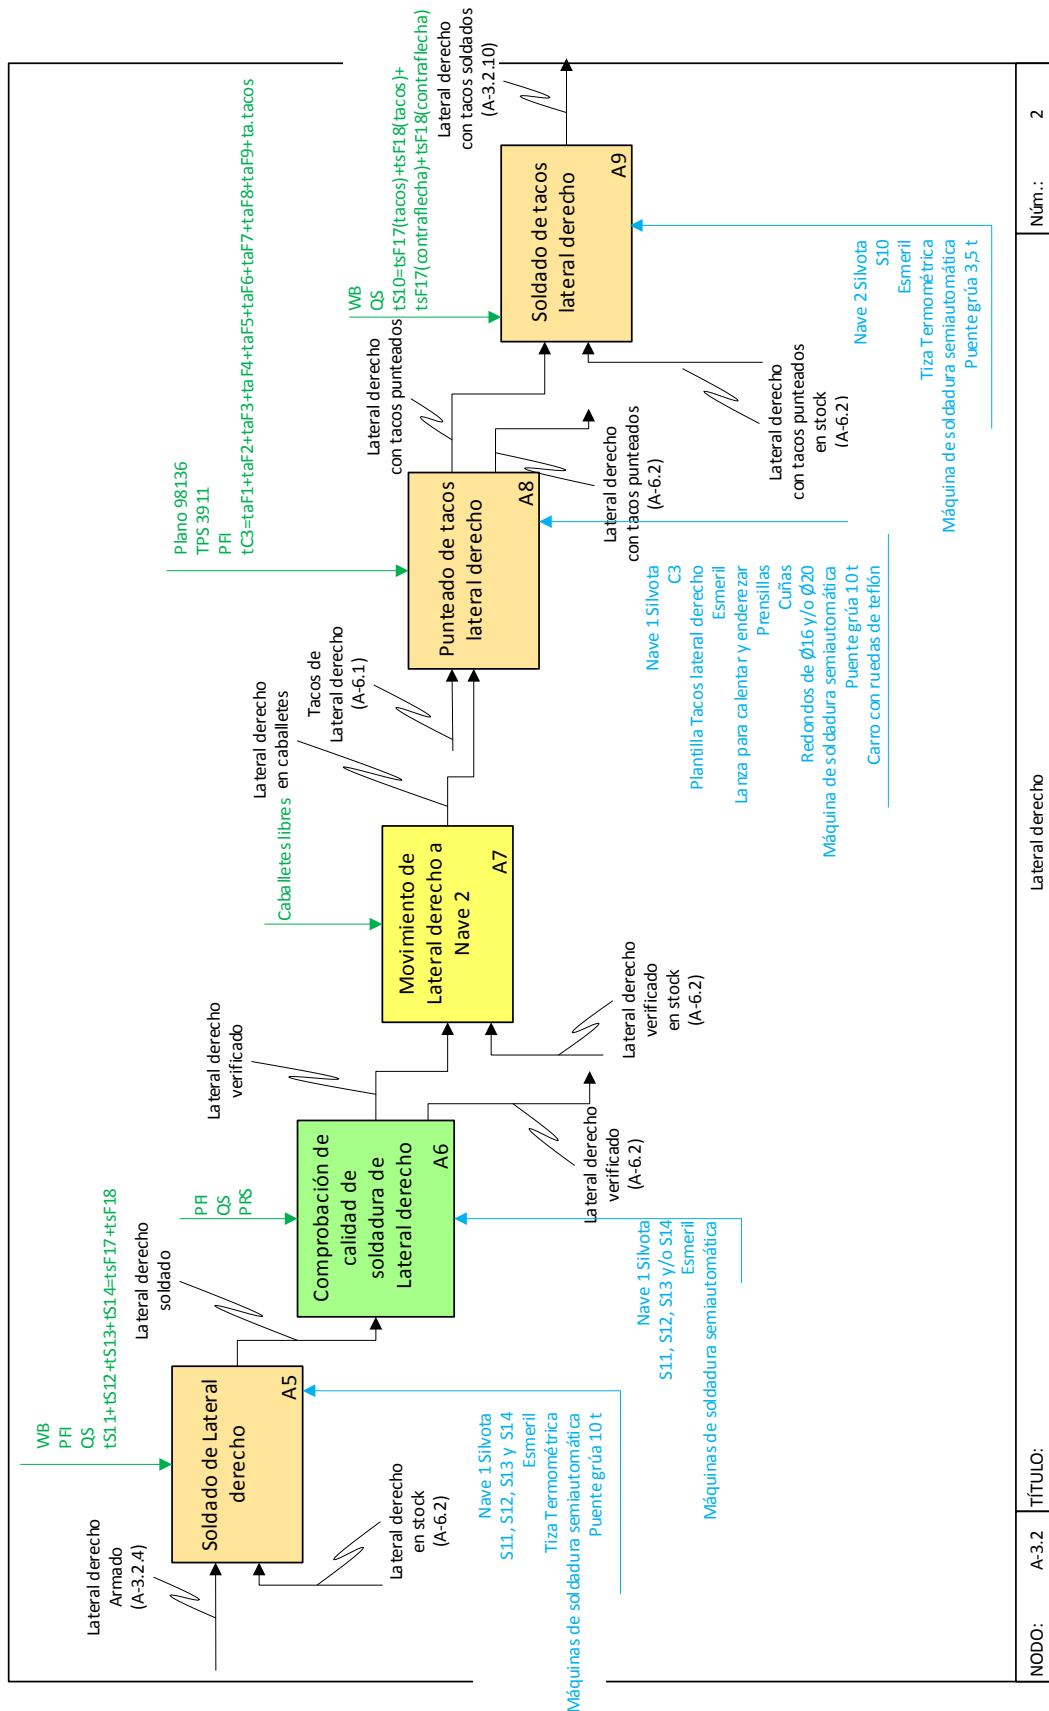 WB
PFI
QS
tS11+tS12+tS13+tS14=tsF17+tsF18
Lateral derecho
Armado
(A-3.2.4)
Soldado de Lateral
derecho
A5
Lateral derecho
en stock
(A-6.2)
Nave 1 Silvota
S11, S12, S13 y S14
Esmeril
Tiza Termométrica
Máquinas de soldadura semiautomática
Puente grúa 10 t
Lateral derecho
soldado
PFI
QS
PRS
Comprobación de
calidad de
soldadura de
Lateral derecho
A6
Nave 1 Silvota
S11, S12, S13 y/o S14
Esmeril
Máquinas de soldadura semiautomática
Lateral derecho
verificado
Lateral derecho
verificado
(A-6.2)
Caballetes libres
Movimiento de
Lateral derecho a
Nave 2
A7
Lateral derecho
verificado
en stock
(A-6.2)
Lateral derecho
en caballetes
Tacos de
Lateral derecho
(A-6.1)
Plano 98136
TPS 3911
PFI
tC3=taF1+taF2+taF3+taF4+taF5+taF6+taF7+taF8+taF9+ta.tacos
Punteado de tacos
lateral derecho
A8
Nave 1 Silvota
C3
Plantilla Tacos lateral derecho
Esmeril
Lanza para calentar y enderezar
Prensillas
Cuñas
Redondos de Ø16 y/o Ø20
Máquina de soldadura semiautomática
Puente grúa 10 t
Carro con ruedas de teflón
Lateral derecho
con tacos punteados
Lateral derecho
con tacos punteados
(A-6.2)
WB
QS
tS10=tsF17(tacos)+tsF18(tacos)+
tsF17(contraflecha)+tsF18(contraflecha)
Soldado de tacos
lateral derecho
A9
Lateral derecho
con tacos punteados
en stock
(A-6.2)
Nave 2 Silvota
S10
Esmeril
Tiza Termométrica
Máquina de soldadura semiautomática
Puente grúa 3,5 t
Lateral derecho
con tacos soldados
(A-3.2.10)
NODO:
A-3.2
TÍTULO:
Lateral derecho
Núm.:
2